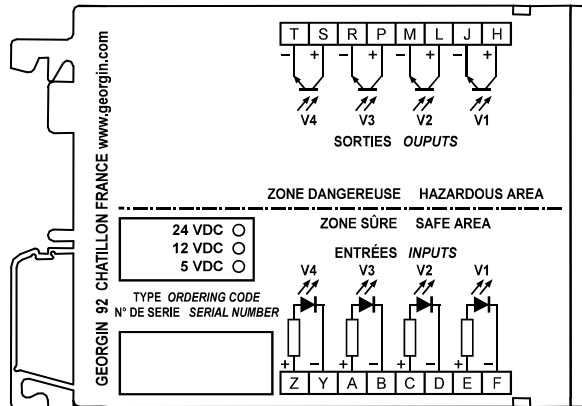 T S R P M L J H
− + − + − + − +
V4 V3 V2 V1
SORTIES OUPUTS
ZONE DANGEREUSE HAZARDOUS AREA
ZONE SÛRE SAFE AREA
ENTRÉES INPUTS
24 VDC
12 VDC
5 VDC
TYPE ORDERING CODE
N° DE SERIE SERIAL NUMBER
V4 V3 V2 V1
+ − + − + − + −
Z Y A B C D E F
GEORGIN 92 CHATILLON FRANCE www.georgin.com